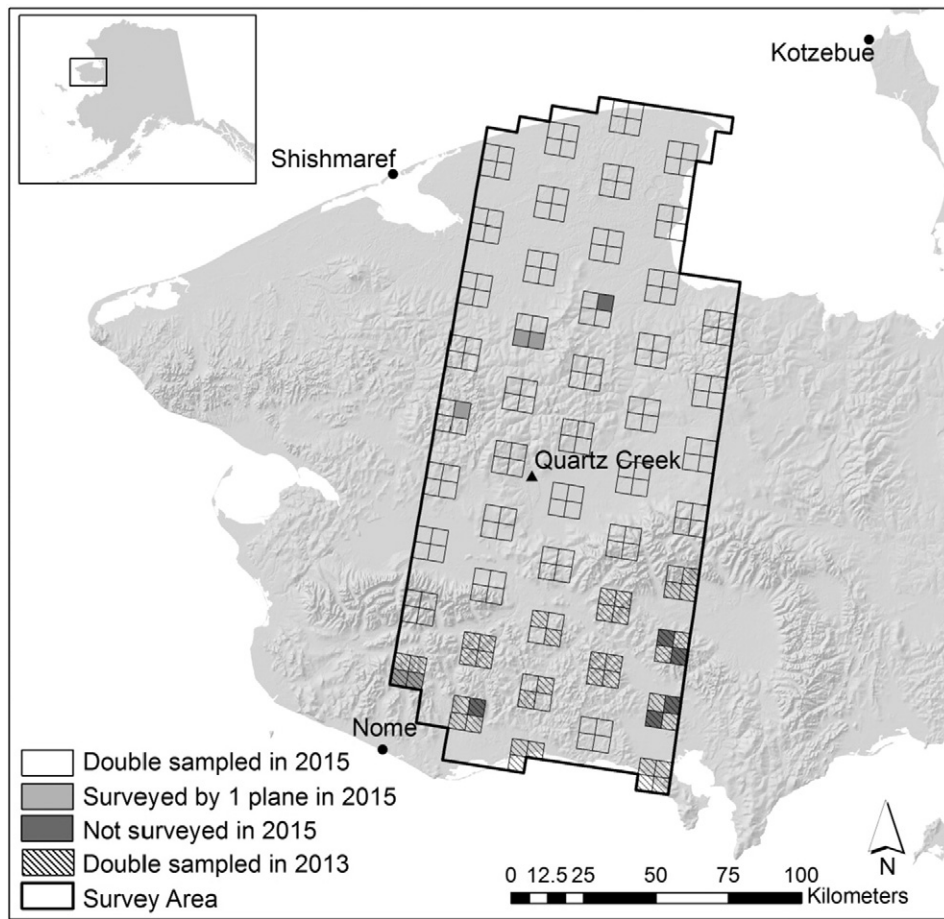 Kotzebue
Shishmaref
Quartz Creek
Nome
Double sampled in 2015
Surveyed by 1 plane in 2015
Not surveyed in 2015
Double sampled in 2013
Survey Area
N
0 12.5 25 50 75 100
Kilometers